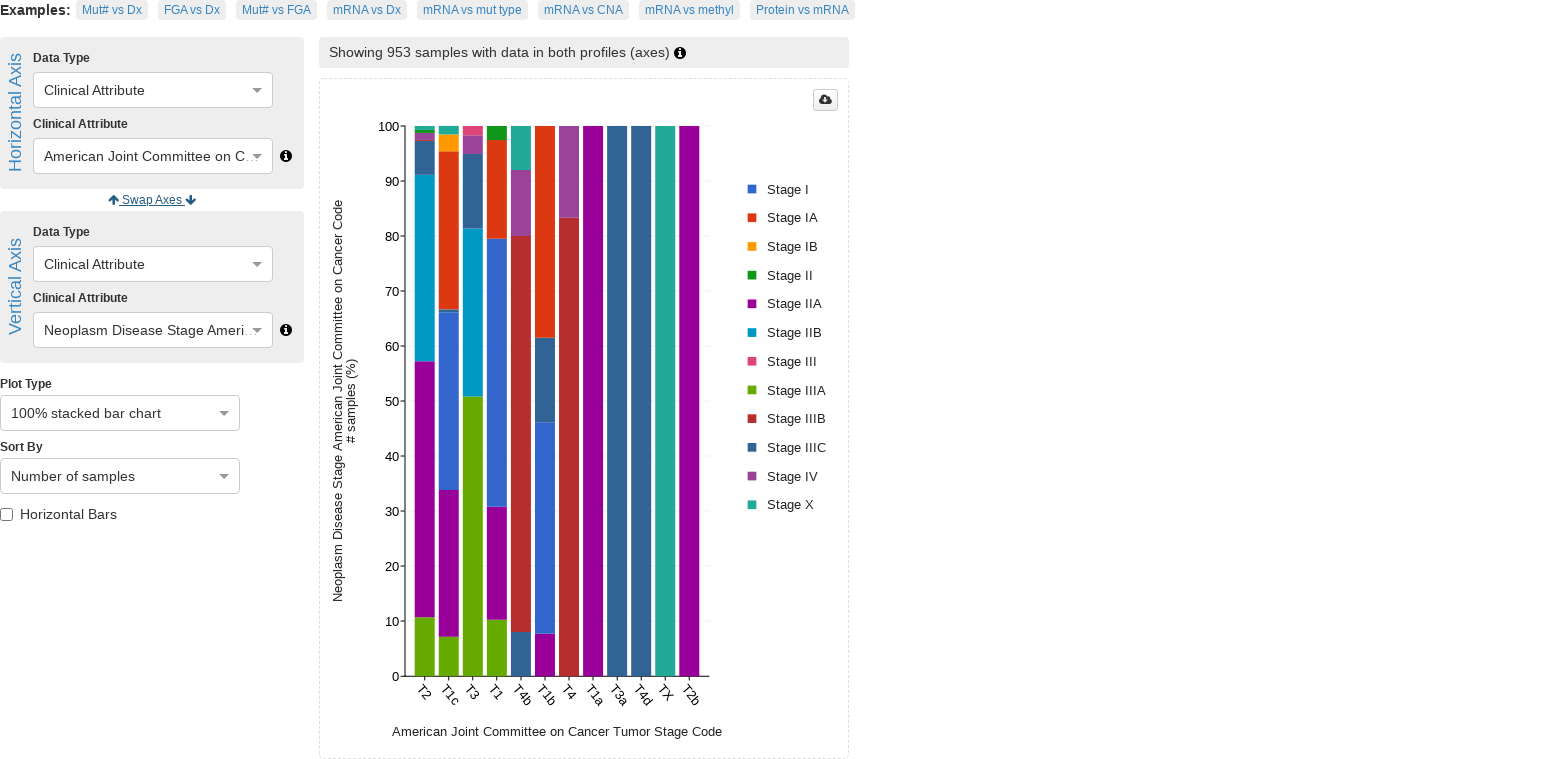 Examples: Mut# vs Dx FGA vs Dx Mut# vs FGA mRNA vs Dx mRNA vs mut type mRNA vs CNA mRNA vs methyl Protein vs mRNA
Horizontal Axis
Data Type
Clinical Attribute
Clinical Attribute
American Joint Committee on C...
Swap Axes
Vertical Axis
Data Type
Clinical Attribute
Clinical Attribute
Neoplasm Disease Stage Ameri...
Plot Type
100% stacked bar chart
Sort By
Number of samples
Horizontal Bars
Showing 953 samples with data in both profiles (axes)
Neoplasm Disease Stage American Joint Committee on Cancer Code
# samples (%)
100
90
80
70
60
50
40
30
20
10
0
T2 T1c T3 T1 T4b T1b T4 T1a T3a T4d TX T2b
American Joint Committee on Cancer Tumor Stage Code
Stage I
Stage IA
Stage IB
Stage II
Stage IIA
Stage IIB
Stage III
Stage IIIA
Stage IIIB
Stage IIIC
Stage IV
Stage X